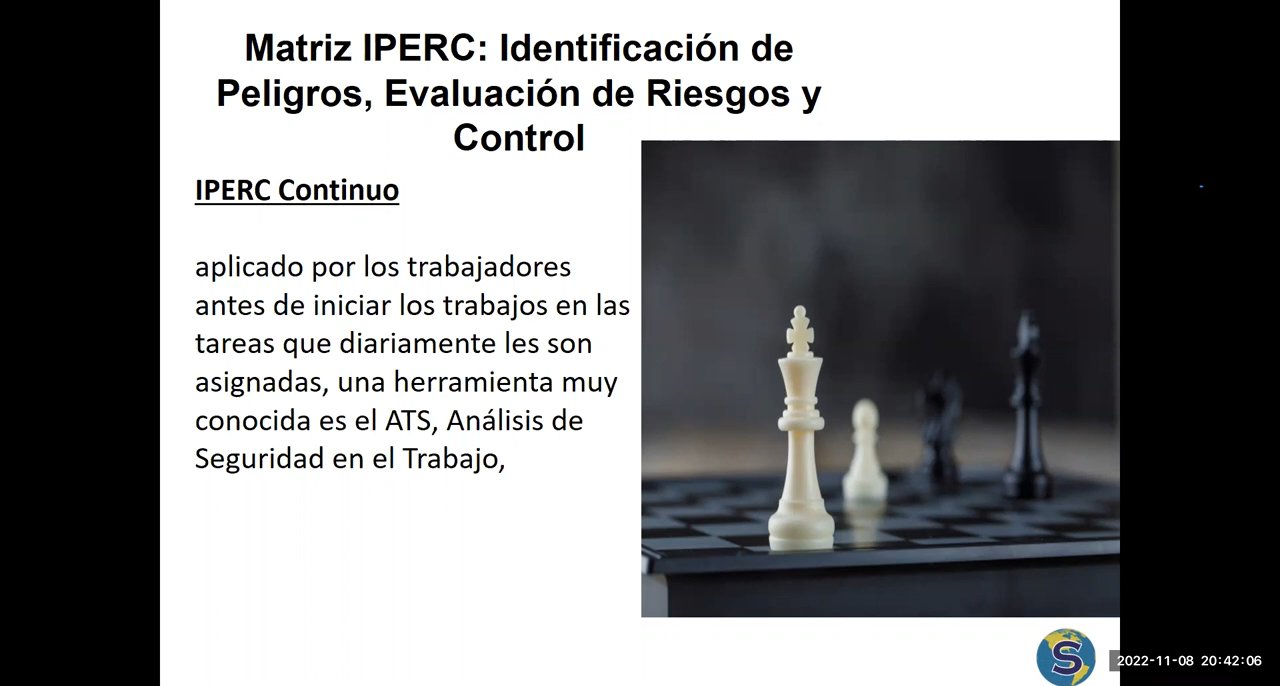 Matriz IPERC: Identificación de
Peligros, Evaluación de Riesgos y
Control
IPERC Continuo
aplicado por los trabajadores
antes de iniciar los trabajos en las
tareas que diariamente les son
asignadas, una herramienta muy
conocida es el ATS, Análisis de
Seguridad en el Trabajo,
S
2022-11-08 20:42:06